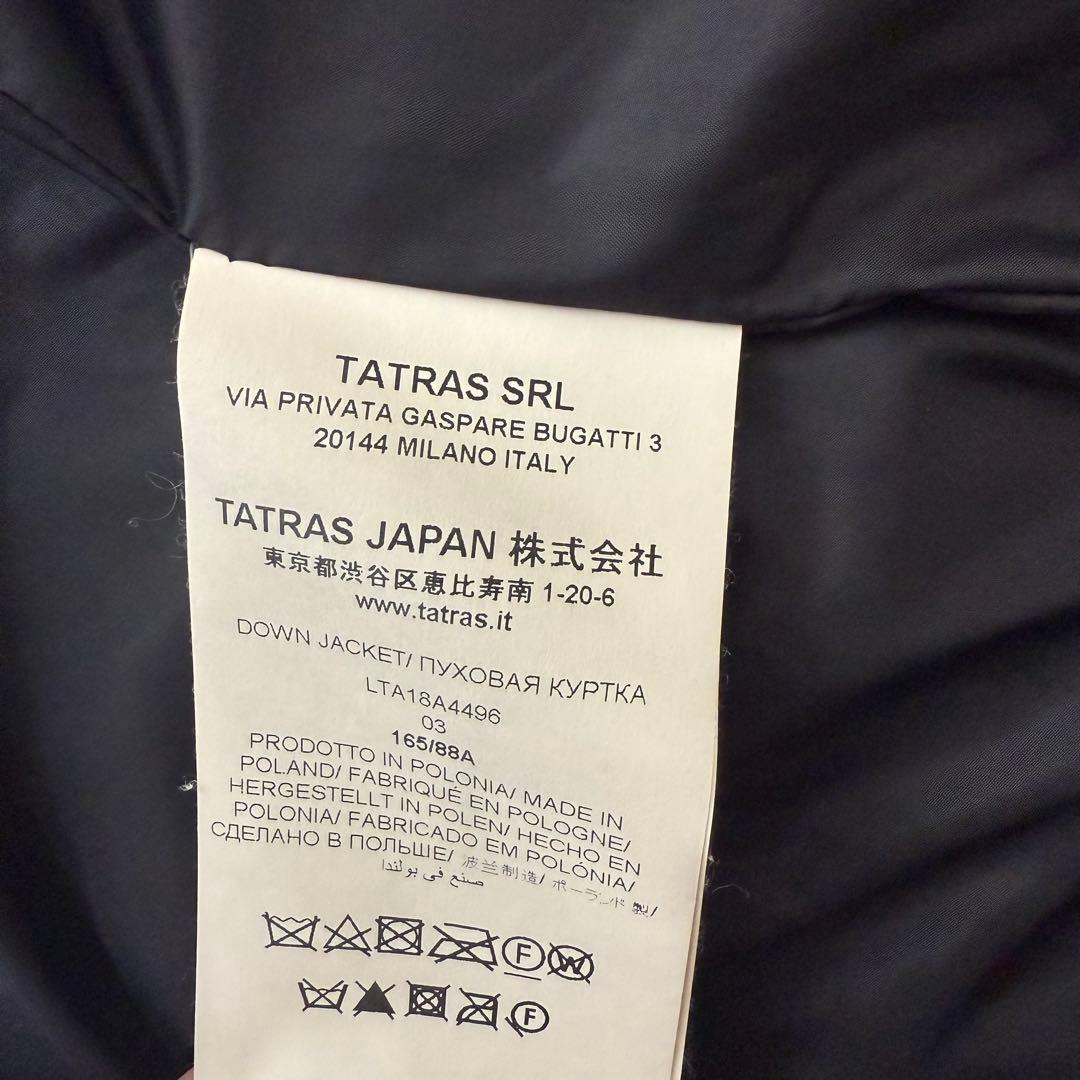 TATRAS SRL
VIA PRIVATA GASPARE BUGATTI 3
20144 MILANO ITALY
TATRAS JAPAN 株式会社
東京都渋谷区恵比寿南 1-20-6
www.tatras.it
DOWN JACKET/ ПУХОВАЯ КУРТКА
LTA18A4496
03
165/88A
PRODOTTO IN POLONIA/ MADE IN
POLAND/ FABRIQUÉ EN POLOGNE/
HERGESTELLT IN POLEN/ HECHO EN
POLONIA/ FABRICADO EM POLÓNIA/
СДЕЛАНО В ПОЛЬШЕ/ 波兰制造/ ポーランド製/
صنع في بولندا
F W
F